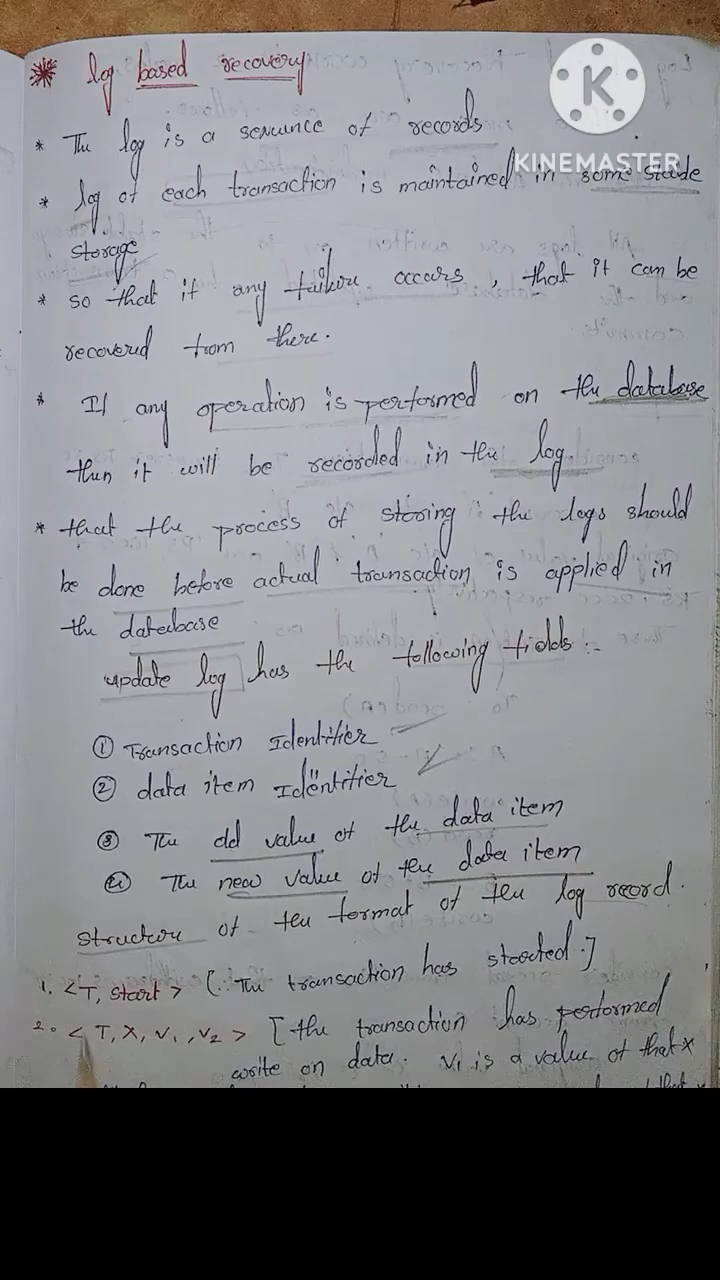 * log based recovery
K
KINEMASTER
* The log is a sequence of records.
* log of each transaction is maintained in some stable
storage
* so that if any failure occurs, that it can be
recovered from there.
* If any operation is performed on the database
then it will be recorded in the log.
* that the process of storing the logs should
be done before actual transaction is applied in
the database
update log has the following fields :-
① Transaction Identifier
② data item Identifier
③ The old value of the data item
④ The new value of the data item
structure of the format of the log record.
1. <T, Start> [∵ The transaction has started.]
2. <T, X, V1, V2> [the transaction has performed
write on data. V1 is a value of that x